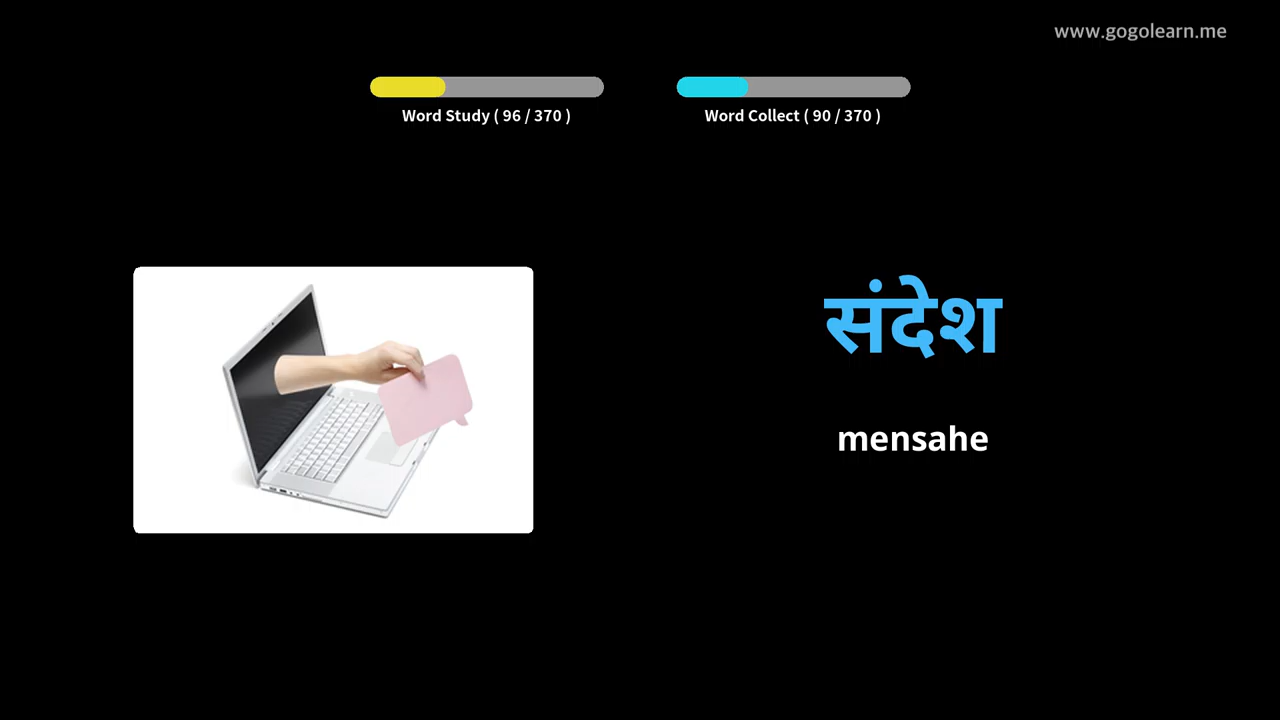 www.gogolearn.me
Word Study ( 96 / 370 )
Word Collect ( 90 / 370 )
संदेश
mensahe